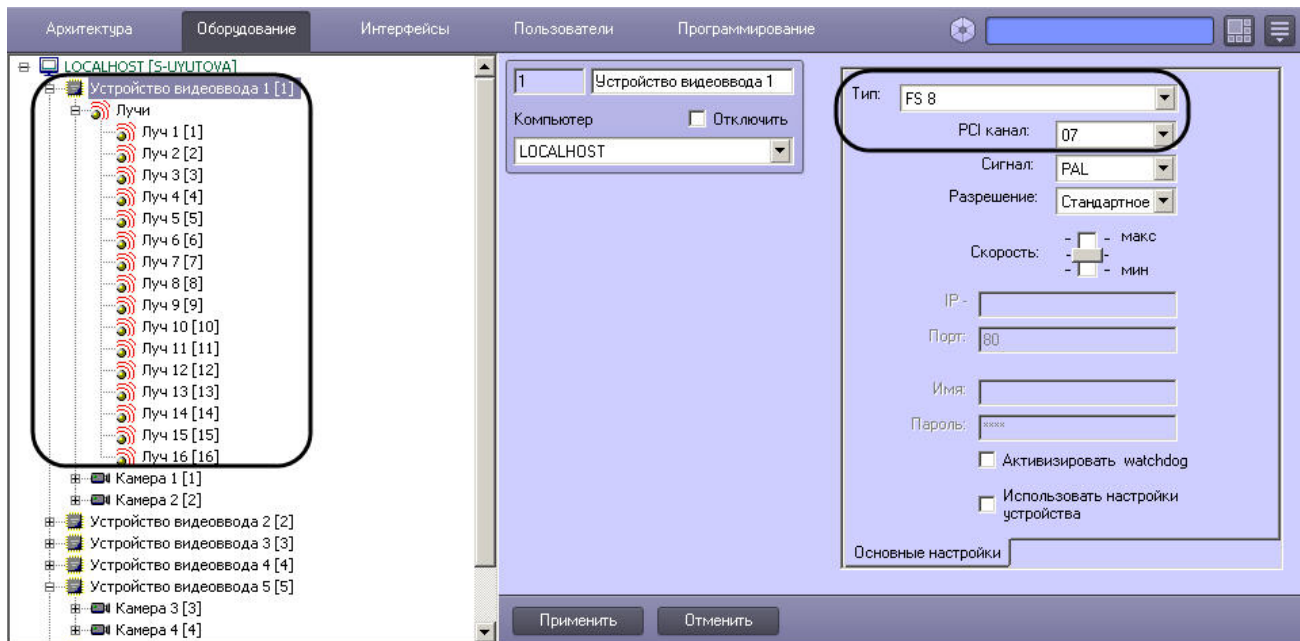 Архитектура Оборудование Интерфейсы Пользователи Программирование
LOCALHOST [S-UYUTOVA]
Устройство видеоввода 1 [1]
Лучи
Луч 1 [1]
Луч 2 [2]
Луч 3 [3]
Луч 4 [4]
Луч 5 [5]
Луч 6 [6]
Луч 7 [7]
Луч 8 [8]
Луч 9 [9]
Луч 10 [10]
Луч 11 [11]
Луч 12 [12]
Луч 13 [13]
Луч 14 [14]
Луч 15 [15]
Луч 16 [16]
Камера 1 [1]
Камера 2 [2]
Устройство видеоввода 2 [2]
Устройство видеоввода 3 [3]
Устройство видеоввода 4 [4]
Устройство видеоввода 5 [5]
Камера 3 [3]
Камера 4 [4]
1 Устройство видеоввода 1
Компьютер Отключить
LOCALHOST
Тип: FS 8
PCI канал: 07
Сигнал: PAL
Разрешение: Стандартное
Скорость: макс
мин
IP -
Порт: 80
Имя:
Пароль: ****
Активизировать watchdog
Использовать настройки
устройства
Основные настройки
Применить Отменить